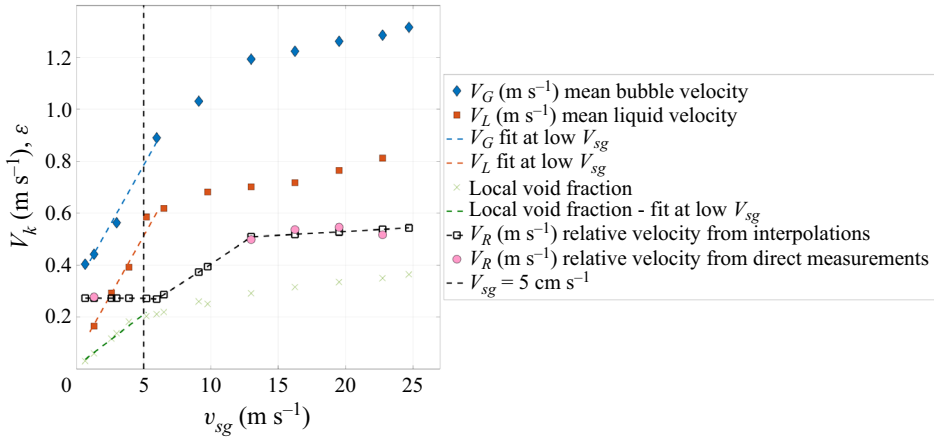 1.2
1.0
0.8
0.6
0.4
0.2
0 5 10 15 20 25
V_k (m s⁻¹), ε
v_sg (m s⁻¹)
V_G (m s⁻¹) mean bubble velocity
V_L (m s⁻¹) mean liquid velocity
V_G fit at low V_sg
V_L fit at low V_sg
Local void fraction
Local void fraction - fit at low V_sg
V_R (m s⁻¹) relative velocity from interpolations
V_R (m s⁻¹) relative velocity from direct measurements
V_sg = 5 cm s⁻¹